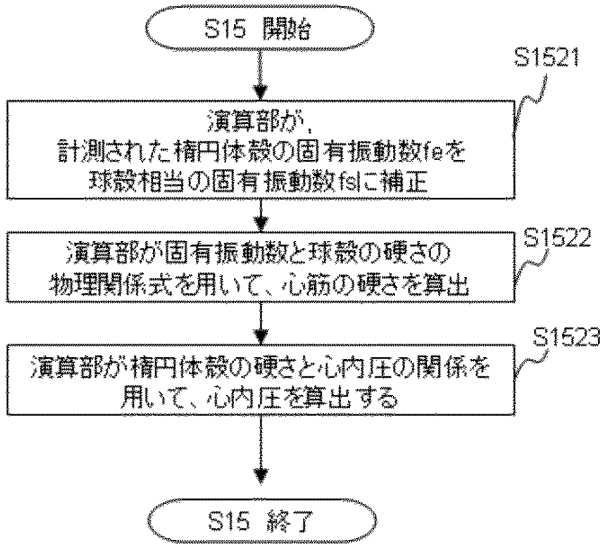 S15 開始
S1521
演算部が,
計測された楕円体殻の固有振動数feを
球殻相当の固有振動数fsに補正
S1522
演算部が固有振動数と球殻の硬さの
物理関係式を用いて、心筋の硬さを算出
S1523
演算部が楕円体殻の硬さと心内圧の関係を
用いて、心内圧を算出する
S15 終了